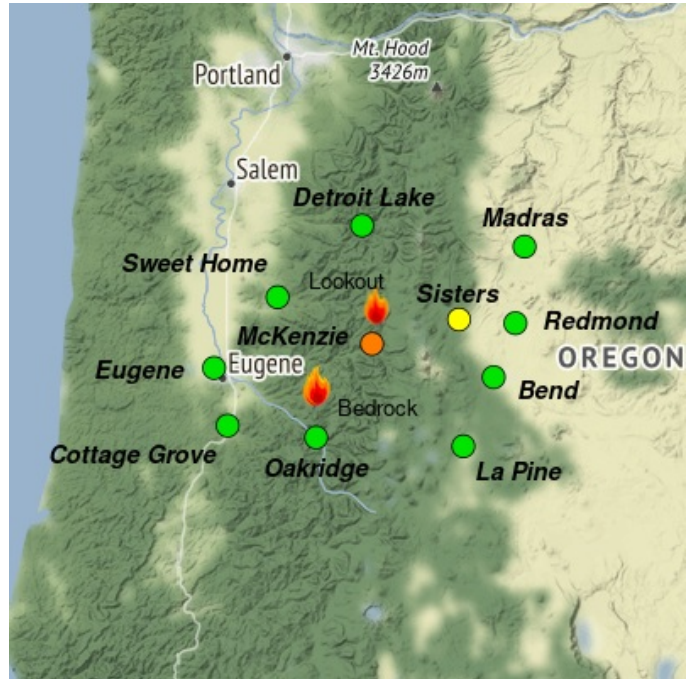 Mt. Hood
3426m
Portland
Salem
Detroit Lake
Madras
Sweet Home
Lookout
Sisters
McKenzie
Redmond
OREGON
Eugene
Eugene
Bend
Bedrock
Cottage Grove
Oakridge
La Pine